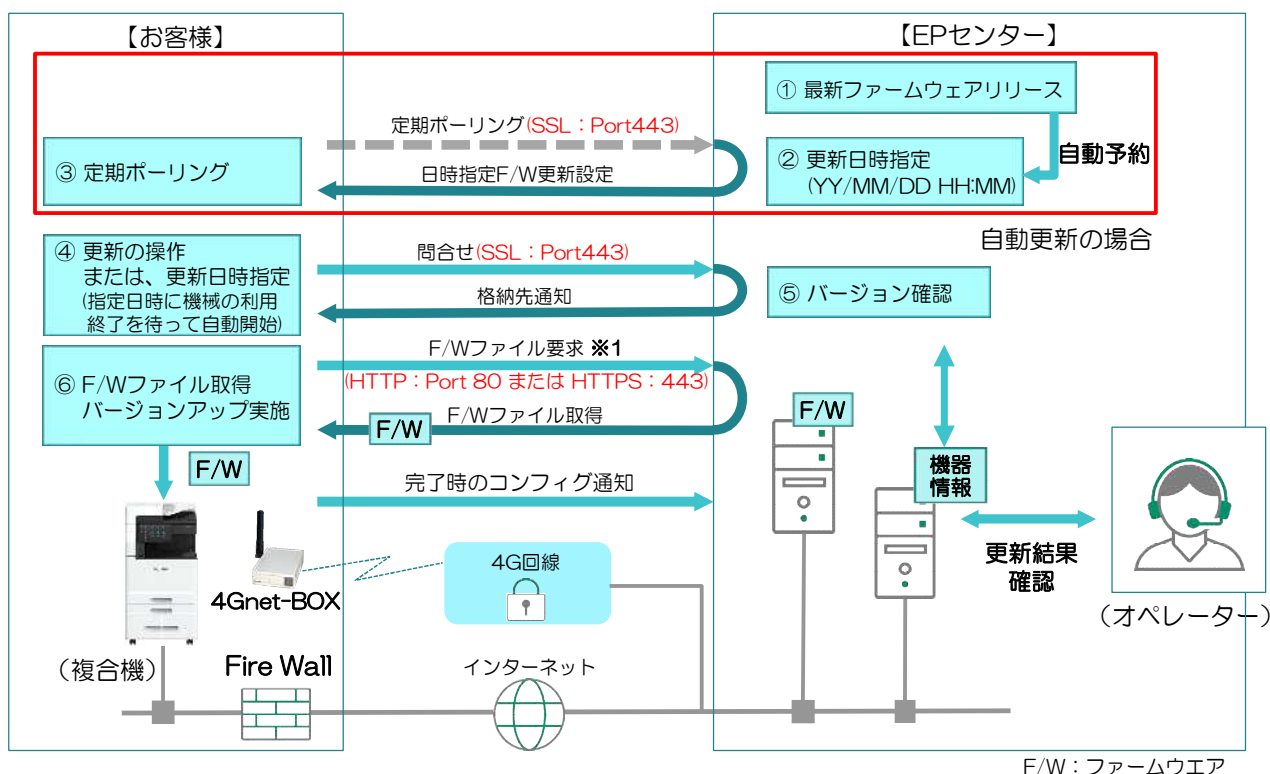 【お客様】
【EPセンター】
① 最新ファームウェアリリース
定期ポーリング(SSL：Port443)
自動予約
③ 定期ポーリング
日時指定F/W更新設定
② 更新日時指定
(YY/MM/DD HH:MM)
自動更新の場合
④ 更新の操作
または、更新日時指定
(指定日時に機械の利用
終了を待って自動開始)
問合せ(SSL：Port443)
格納先通知
⑤ バージョン確認
F/Wファイル要求 ※1
(HTTP：Port 80 または HTTPS：443)
⑥ F/Wファイル取得
バージョンアップ実施
F/Wファイル取得
F/W
F/W
F/W
完了時のコンフィグ通知
機器
情報
更新結果
確認
4G回線
4Gnet-BOX
（オペレーター）
（複合機）
Fire Wall
インターネット
F/W：ファームウエア